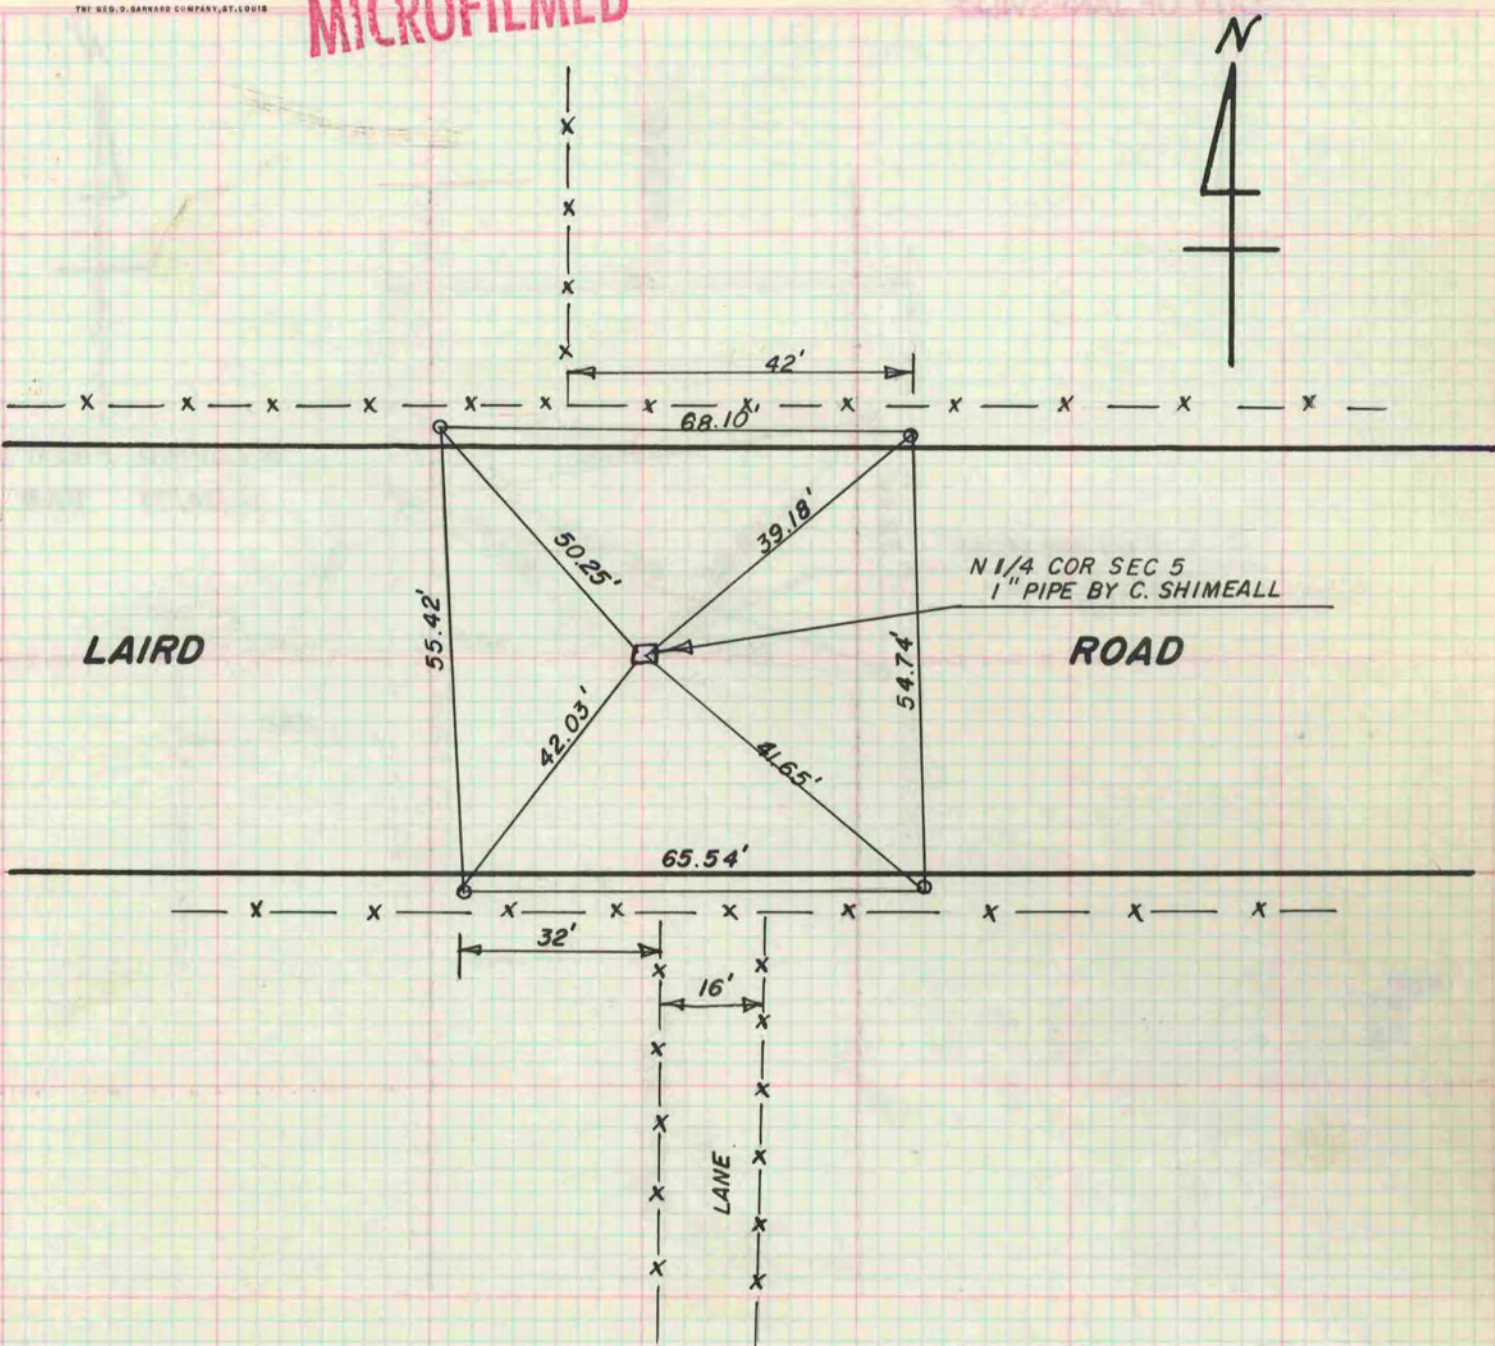 THE GEO. D. BARNARD COMPANY, ST. LOUIS
MICROFILMED
N
42'
68.10'
50.25'
39.18'
N 1/4 COR SEC 5
1" PIPE BY C. SHIMEALL
55.42'
54.74'
LAIRD ROAD
42.03'
41.65'
65.54'
32'
16'
LANE